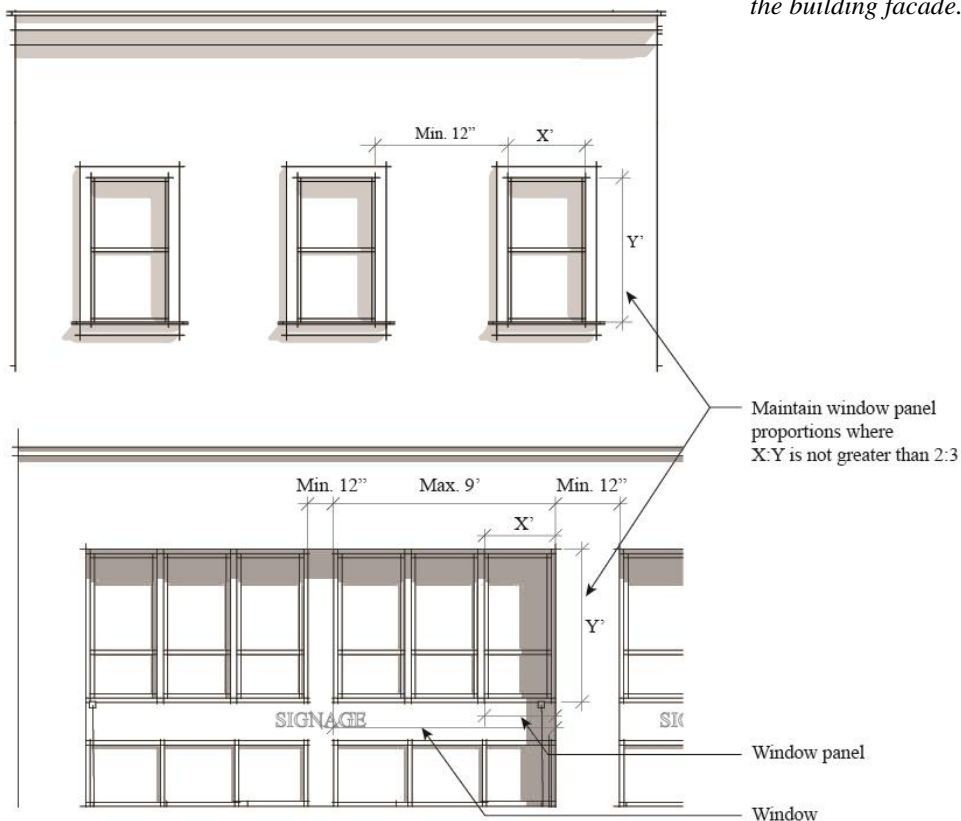 the building facade.
Min. 12”
X’
Y’
Maintain window panel
proportions where
X:Y is not greater than 2:3
Min. 12”
Max. 9’
Min. 12”
X’
Y’
SIGNAGE
SIG
Window panel
Window